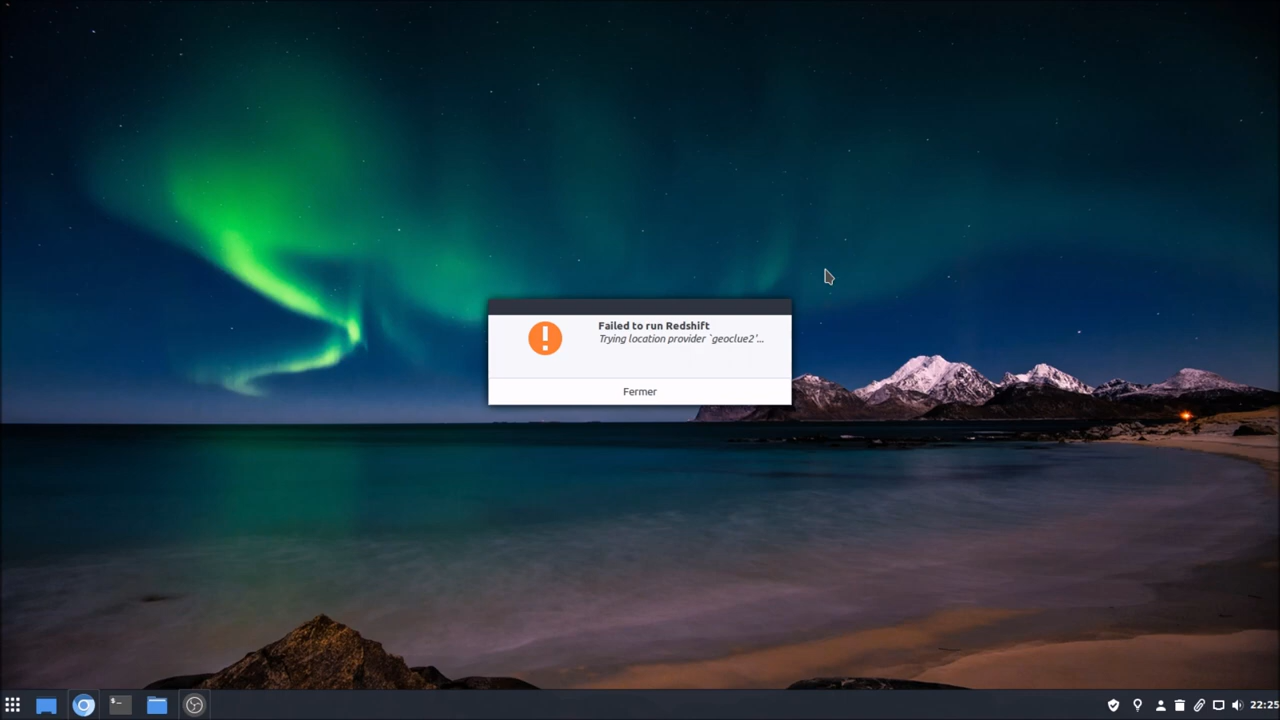 Failed to run Redshift
Trying location provider `geoclue2'...
Fermer
$_
22:25